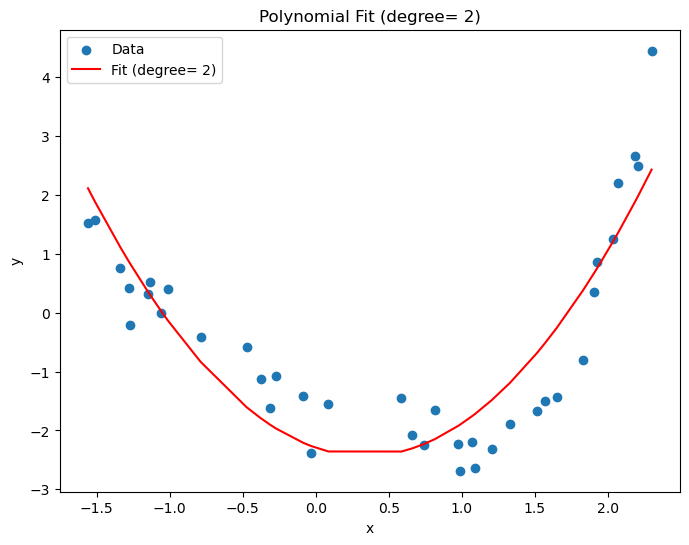 Polynomial Fit (degree= 2)
Data
Fit (degree= 2)
4
3
2
1
0
−1
−2
−3
y
−1.5 −1.0 −0.5 0.0 0.5 1.0 1.5 2.0
x